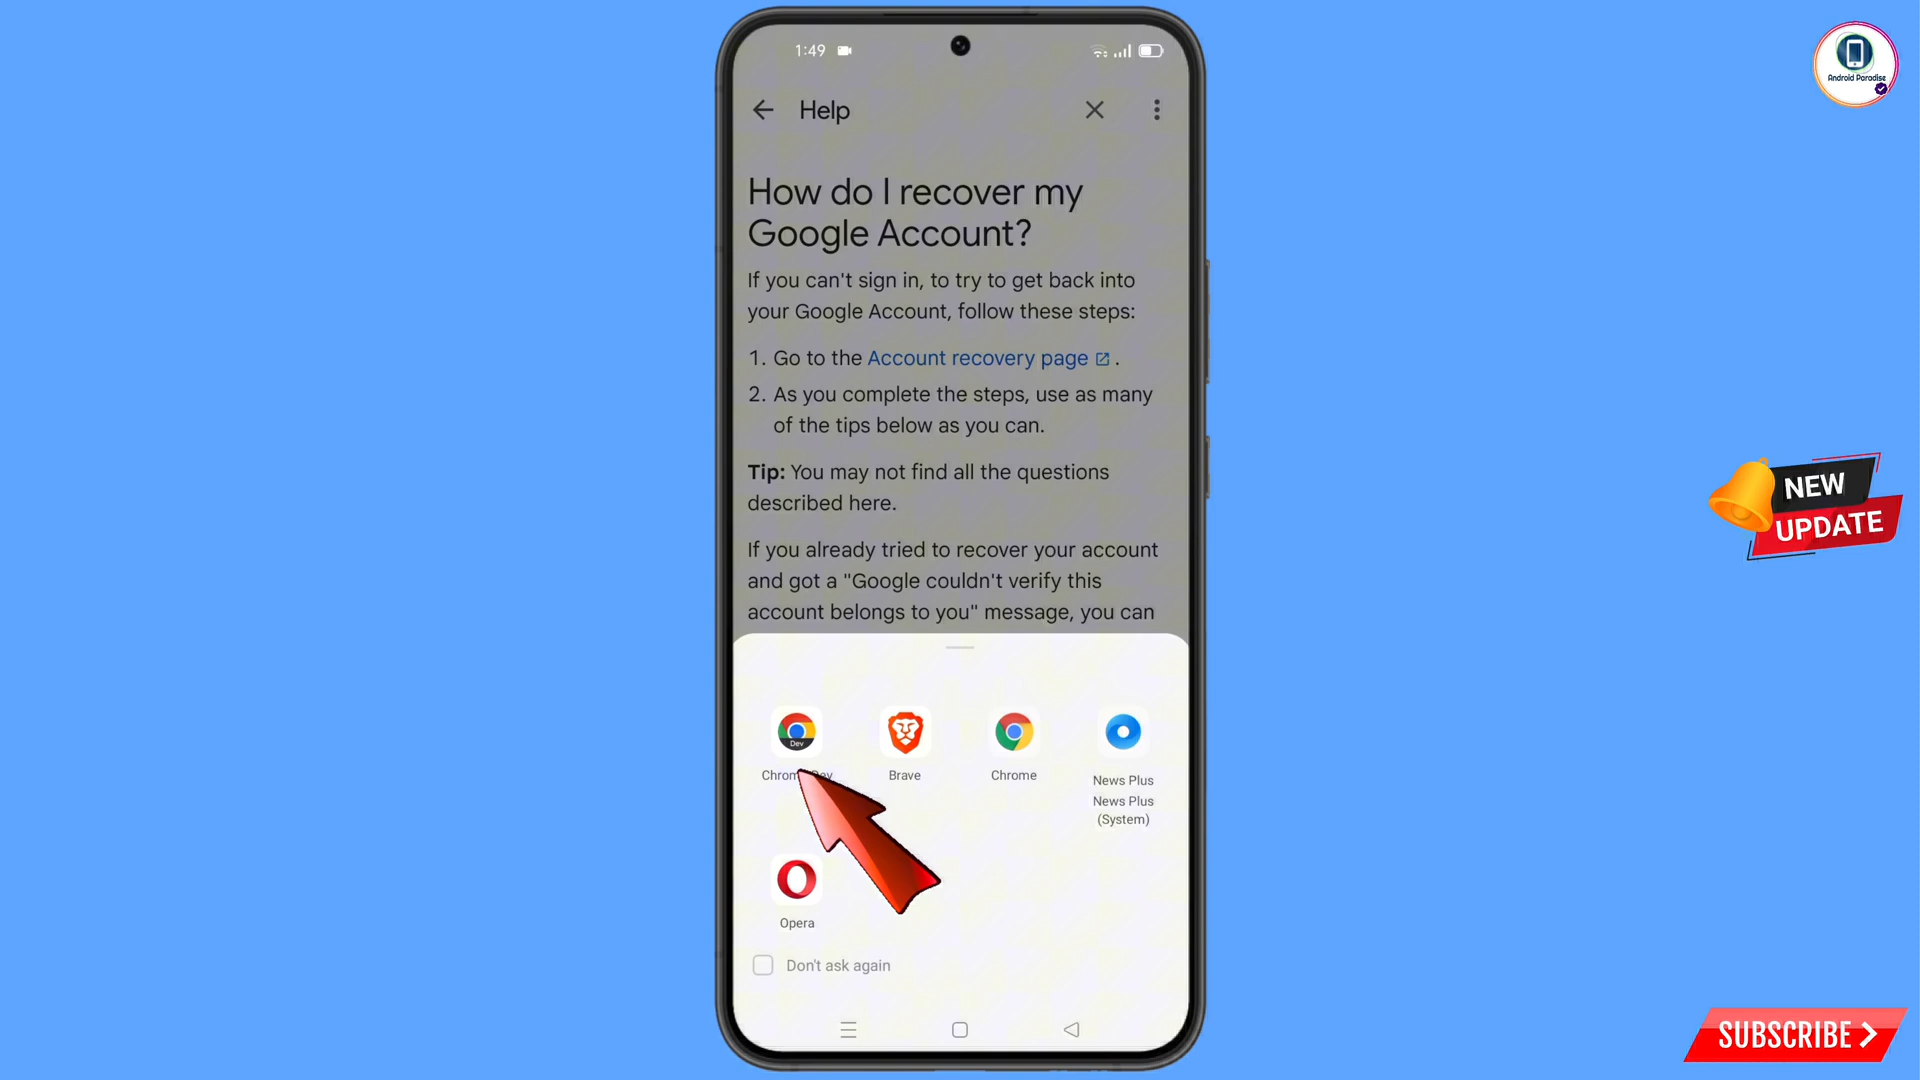 1:49
Android Paradise
Help
How do I recover my
Google Account?
If you can't sign in, to try to get back into
your Google Account, follow these steps:
1. Go to the Account recovery page .
2. As you complete the steps, use as many
of the tips below as you can.
Tip: You may not find all the questions
described here.
If you already tried to recover your account
and got a "Google couldn't verify this
account belongs to you" message, you can
NEW
UPDATE
Dev
Brave
Chrome
News Plus
News Plus
(System)
Opera
Don't ask again
SUBSCRIBE